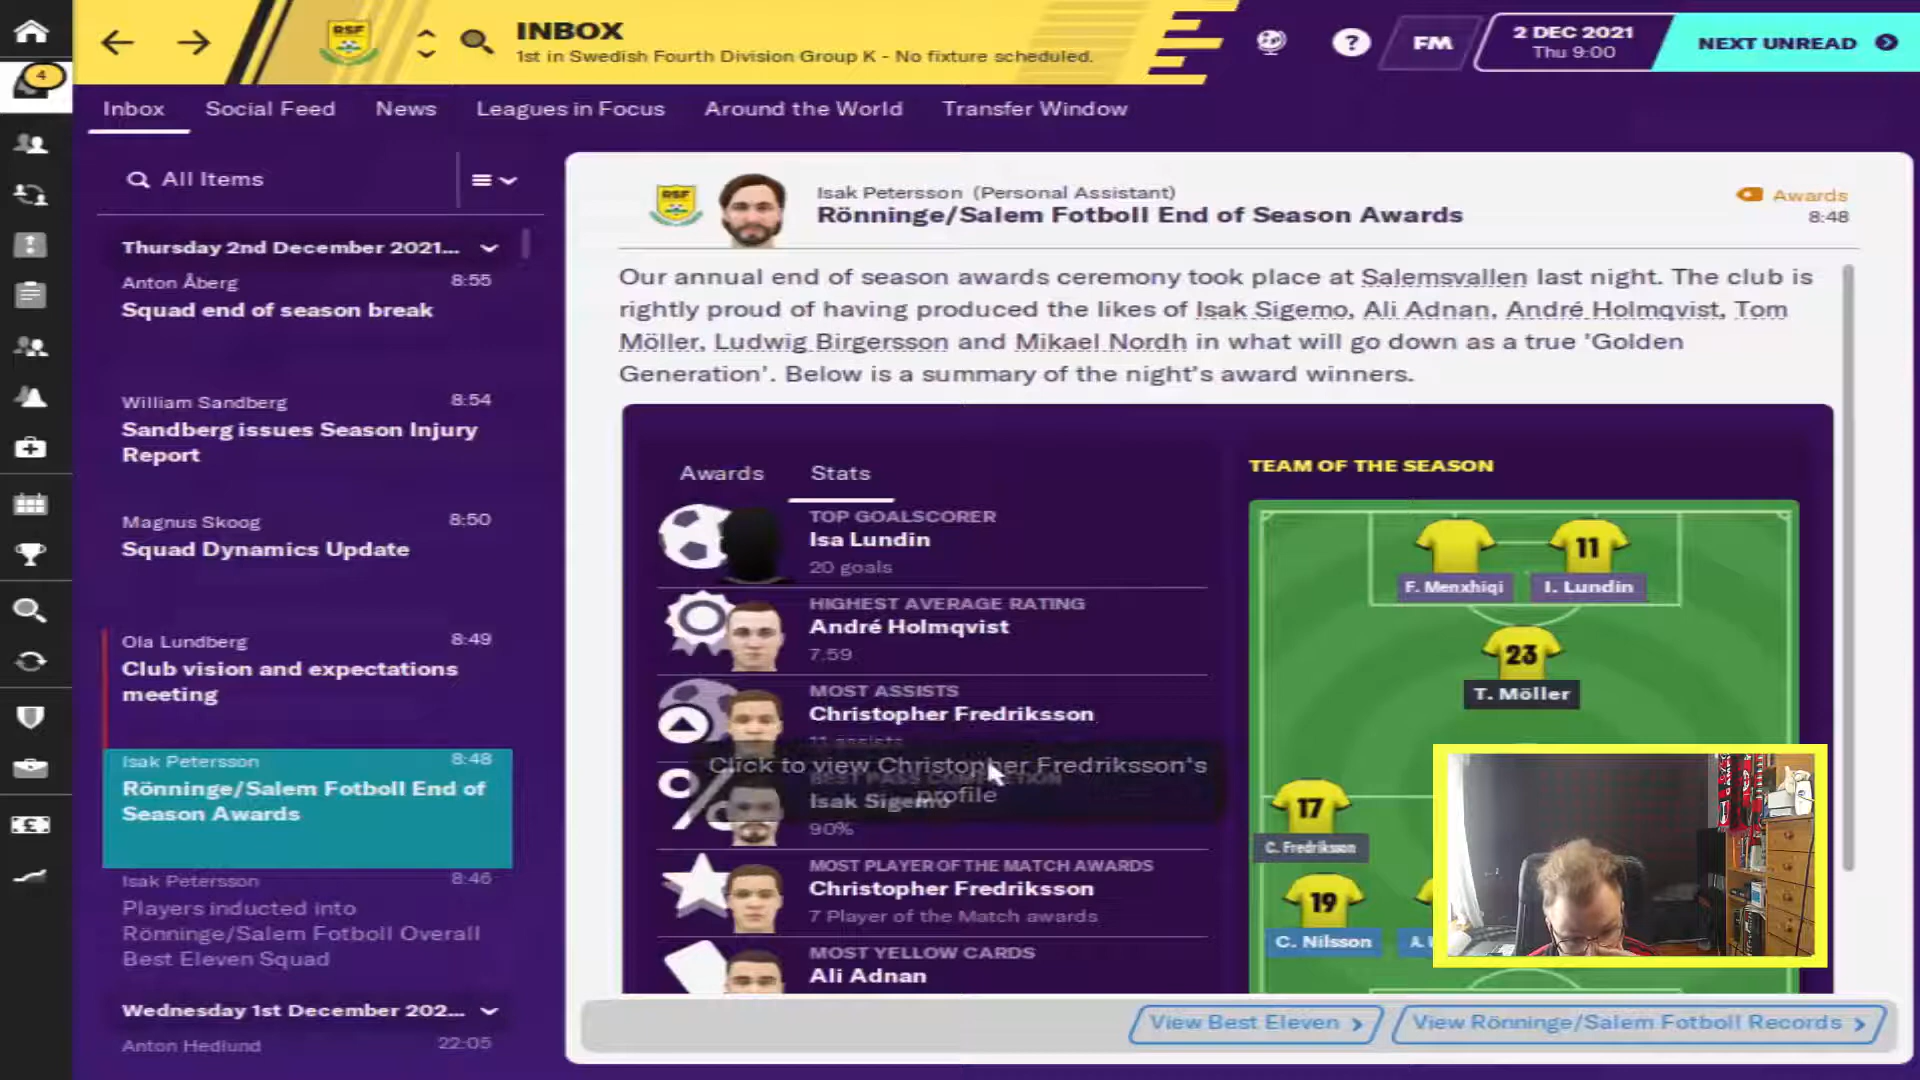 4
RSF
INBOX
1st in Swedish Fourth Division Group K - No fixture scheduled.
?
FM
2 DEC 2021
Thu 9:00
NEXT UNREAD
Inbox
Social Feed
News
Leagues in Focus
Around the World
Transfer Window
All Items
Thursday 2nd December 2021...
Anton Åberg
8:55
Squad end of season break
William Sandberg
8:54
Sandberg issues Season Injury
Report
Magnus Skoog
8:50
Squad Dynamics Update
Ola Lundberg
8:49
Club vision and expectations
meeting
Isak Petersson
8:48
Rönninge/Salem Fotboll End of
Season Awards
Isak Petersson
8:46
Players inducted into
Rönninge/Salem Fotboll Overall
Best Eleven Squad
Wednesday 1st December 202...
Anton Hedlund
22:05
RSF
Isak Petersson (Personal Assistant)
Rönninge/Salem Fotboll End of Season Awards
Awards
8:48
Our annual end of season awards ceremony took place at Salemsvallen last night. The club is
rightly proud of having produced the likes of Isak Sigemo, Ali Adnan, André Holmqvist, Tom
Möller, Ludwig Birgersson and Mikael Nordh in what will go down as a true 'Golden
Generation'. Below is a summary of the night's award winners.
Awards
Stats
TOP GOALSCORER
Isa Lundin
20 goals
HIGHEST AVERAGE RATING
André Holmqvist
7.59
MOST ASSISTS
Christopher Fredriksson
11 assists
Click to view Christopher Fredriksson's
profile
BEST PASS COMPLETION
Isak Sigemo
90%
MOST PLAYER OF THE MATCH AWARDS
Christopher Fredriksson
7 Player of the Match awards
MOST YELLOW CARDS
Ali Adnan
TEAM OF THE SEASON
F. Menxhiqi
11
I. Lundin
23
T. Möller
17
C. Fredriksson
19
C. Nilsson
A.
View Best Eleven
View Rönninge/Salem Fotboll Records